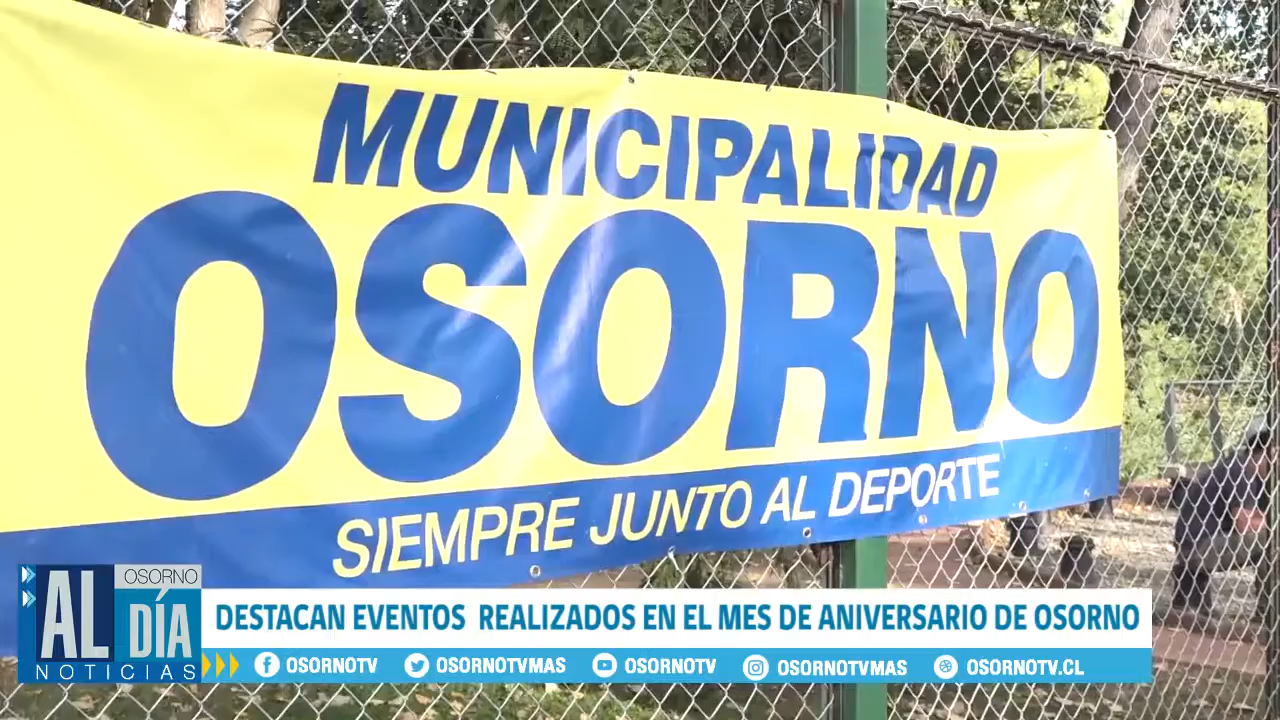 MUNICIPALIDAD
OSORNO
SIEMPRE JUNTO AL DEPORTE
OSORNO
AL DÍA
NOTICIAS
DESTACAN EVENTOS REALIZADOS EN EL MES DE ANIVERSARIO DE OSORNO
OSORNOTV OSORNOTVMAS OSORNOTV OSORNOTVMAS OSORNOTV.CL